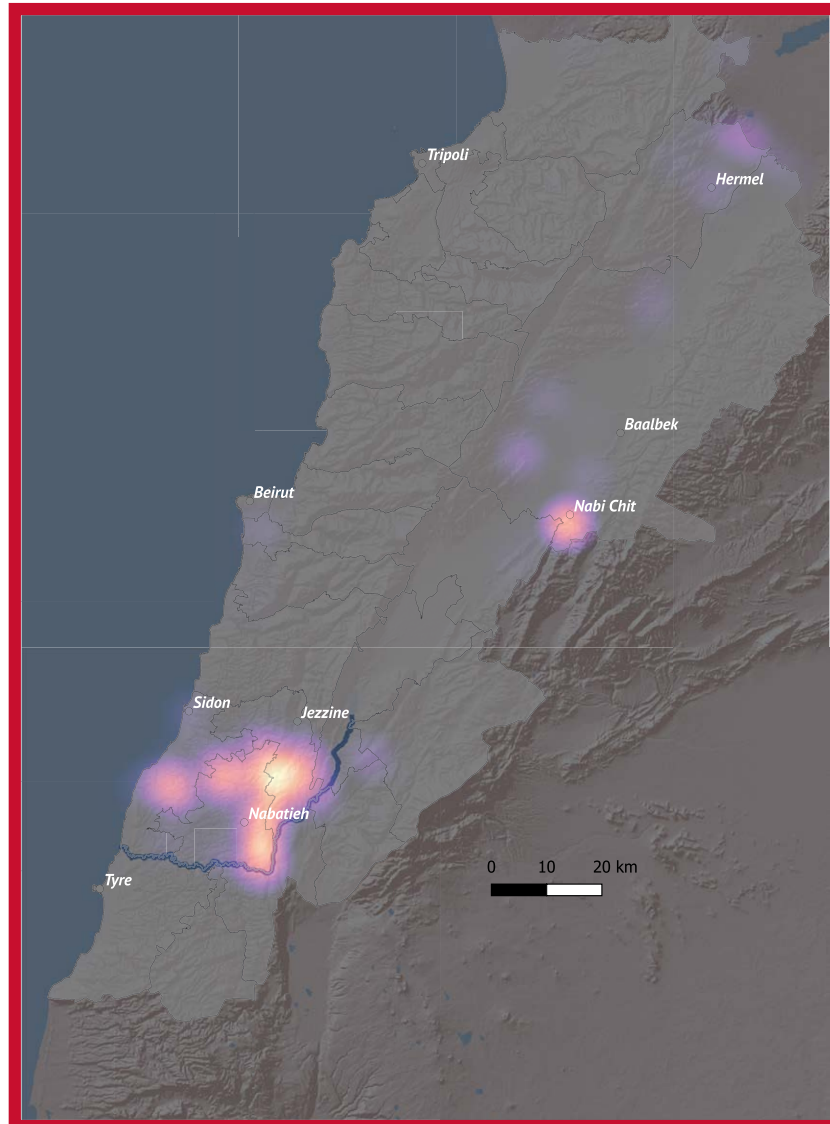 Tripoli
Hermel
Baalbek
Beirut
Nabi Chit
Sidon
Jezzine
Nabatieh
0 10 20 km
Tyre